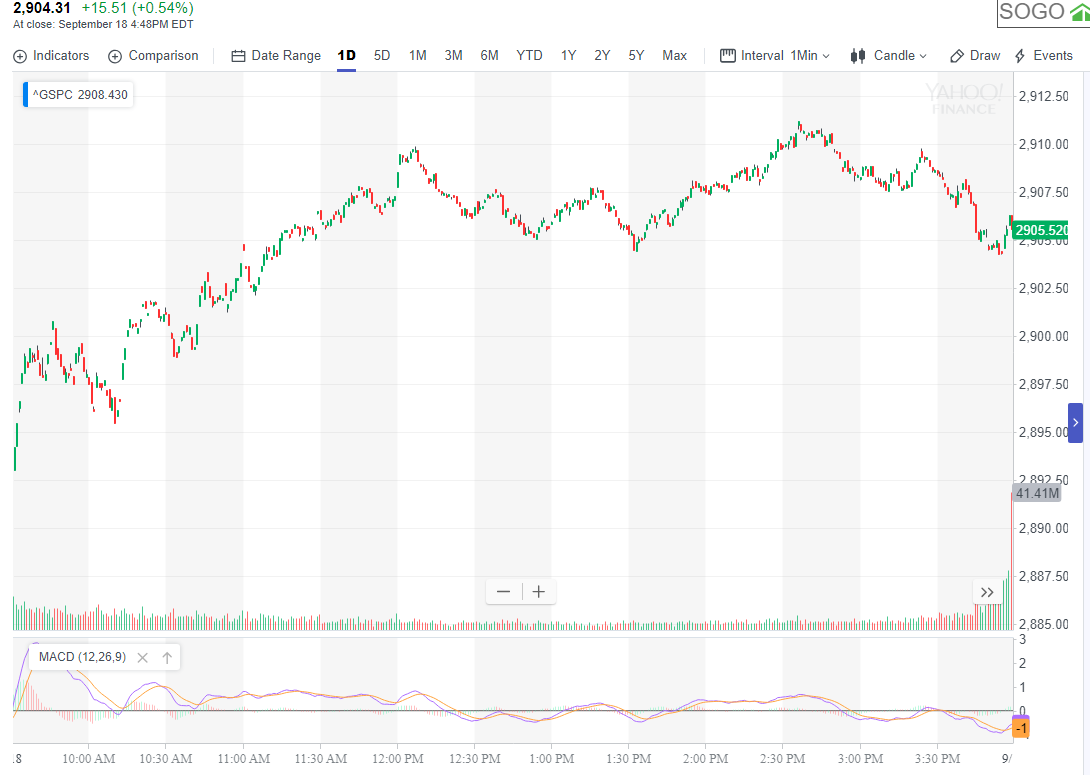 2,904.31 +15.51 (+0.54%)
At close: September 18 4:48PM EDT
SOGO
Indicators Comparison Date Range 1D 5D 1M 3M 6M YTD 1Y 2Y 5Y Max Interval 1Min Candle Draw Events
^GSPC 2908.430
YAHOO!
FINANCE
2,912.50
2,910.00
2,907.50
2905.520
2,905.00
2,902.50
2,900.00
2,897.50
2,895.00
2,892.50
41.41M
2,890.00
2,887.50
2,885.00
MACD (12,26,9)
3
2
1
0
-1
18 10:00 AM 10:30 AM 11:00 AM 11:30 AM 12:00 PM 12:30 PM 1:00 PM 1:30 PM 2:00 PM 2:30 PM 3:00 PM 3:30 PM 9/